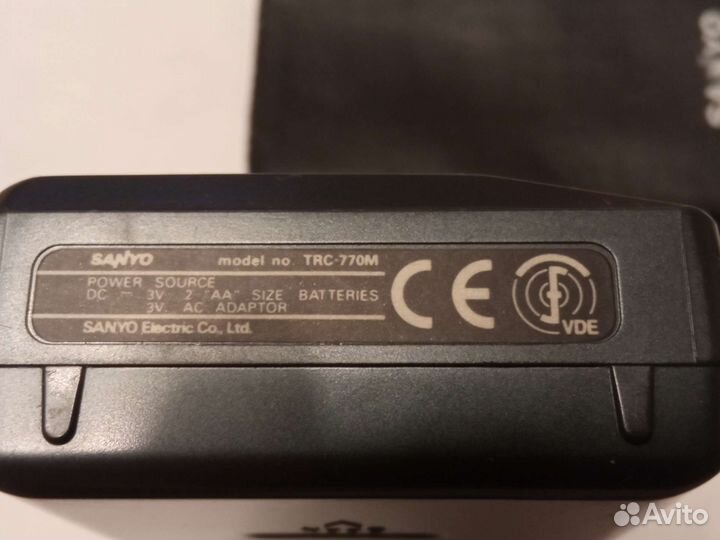 SANYO
SANYO model no. TRC-770M
POWER SOURCE
DC ⎓ 3V 2 "AA" SIZE BATTERIES
3V. AC ADAPTOR
SANYO Electric Co., Ltd.
CE
VDE
Avito